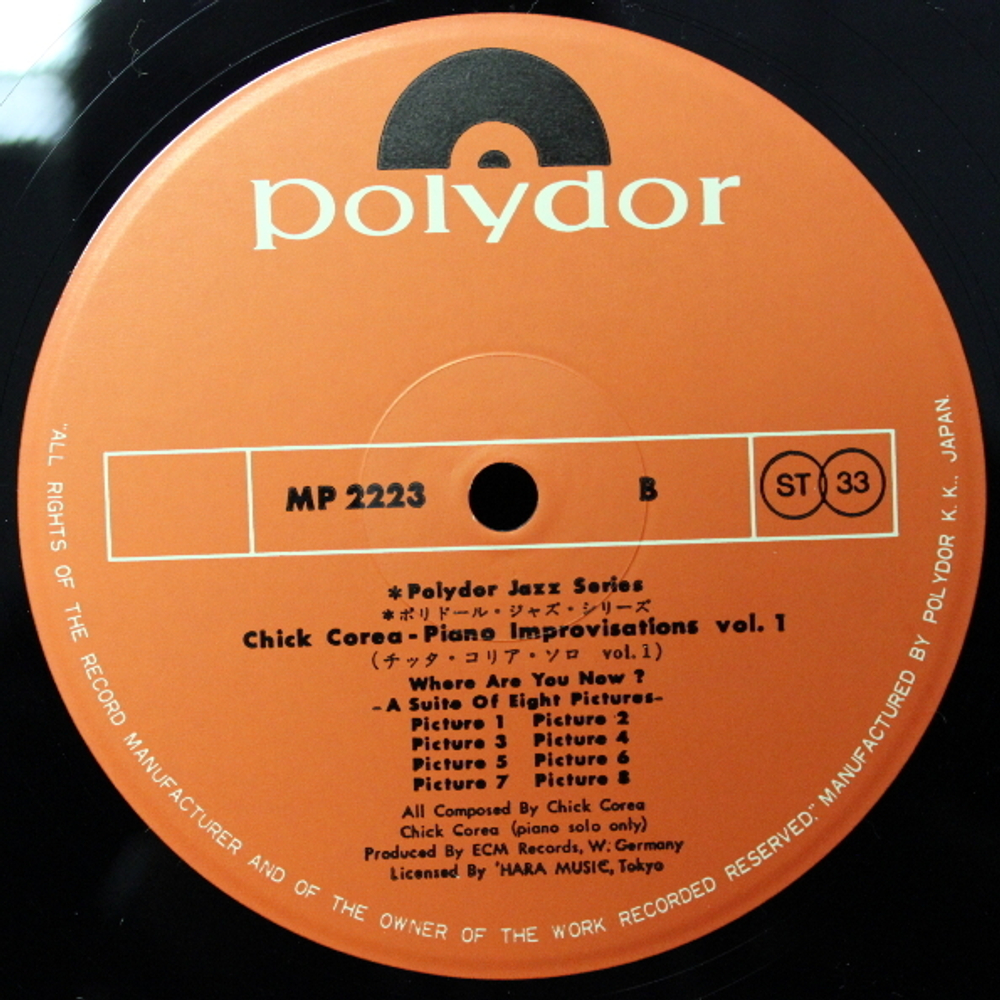 polydor
MP 2223 B ST 33
*Polydor Jazz Series
*ポリドール・ジャズ・シリーズ
Chick Corea-Piano Improvisations vol. 1
(チッタ・コリア・ソロ vol.1)
Where Are You Now ?
-A Suite Of Eight Pictures-
Picture 1 Picture 2
Picture 3 Picture 4
Picture 5 Picture 6
Picture 7 Picture 8
All Composed By Chick Corea
Chick Corea (piano solo only)
Produced By ECM Records, W. Germany
Licensed By 'HARA MUSIC, Tokyo
"ALL RIGHTS OF THE RECORD MANUFACTURER AND OF THE OWNER OF THE WORK RECORDED RESERVED." MANUFACTURED BY POLYDOR K. K., JAPAN.